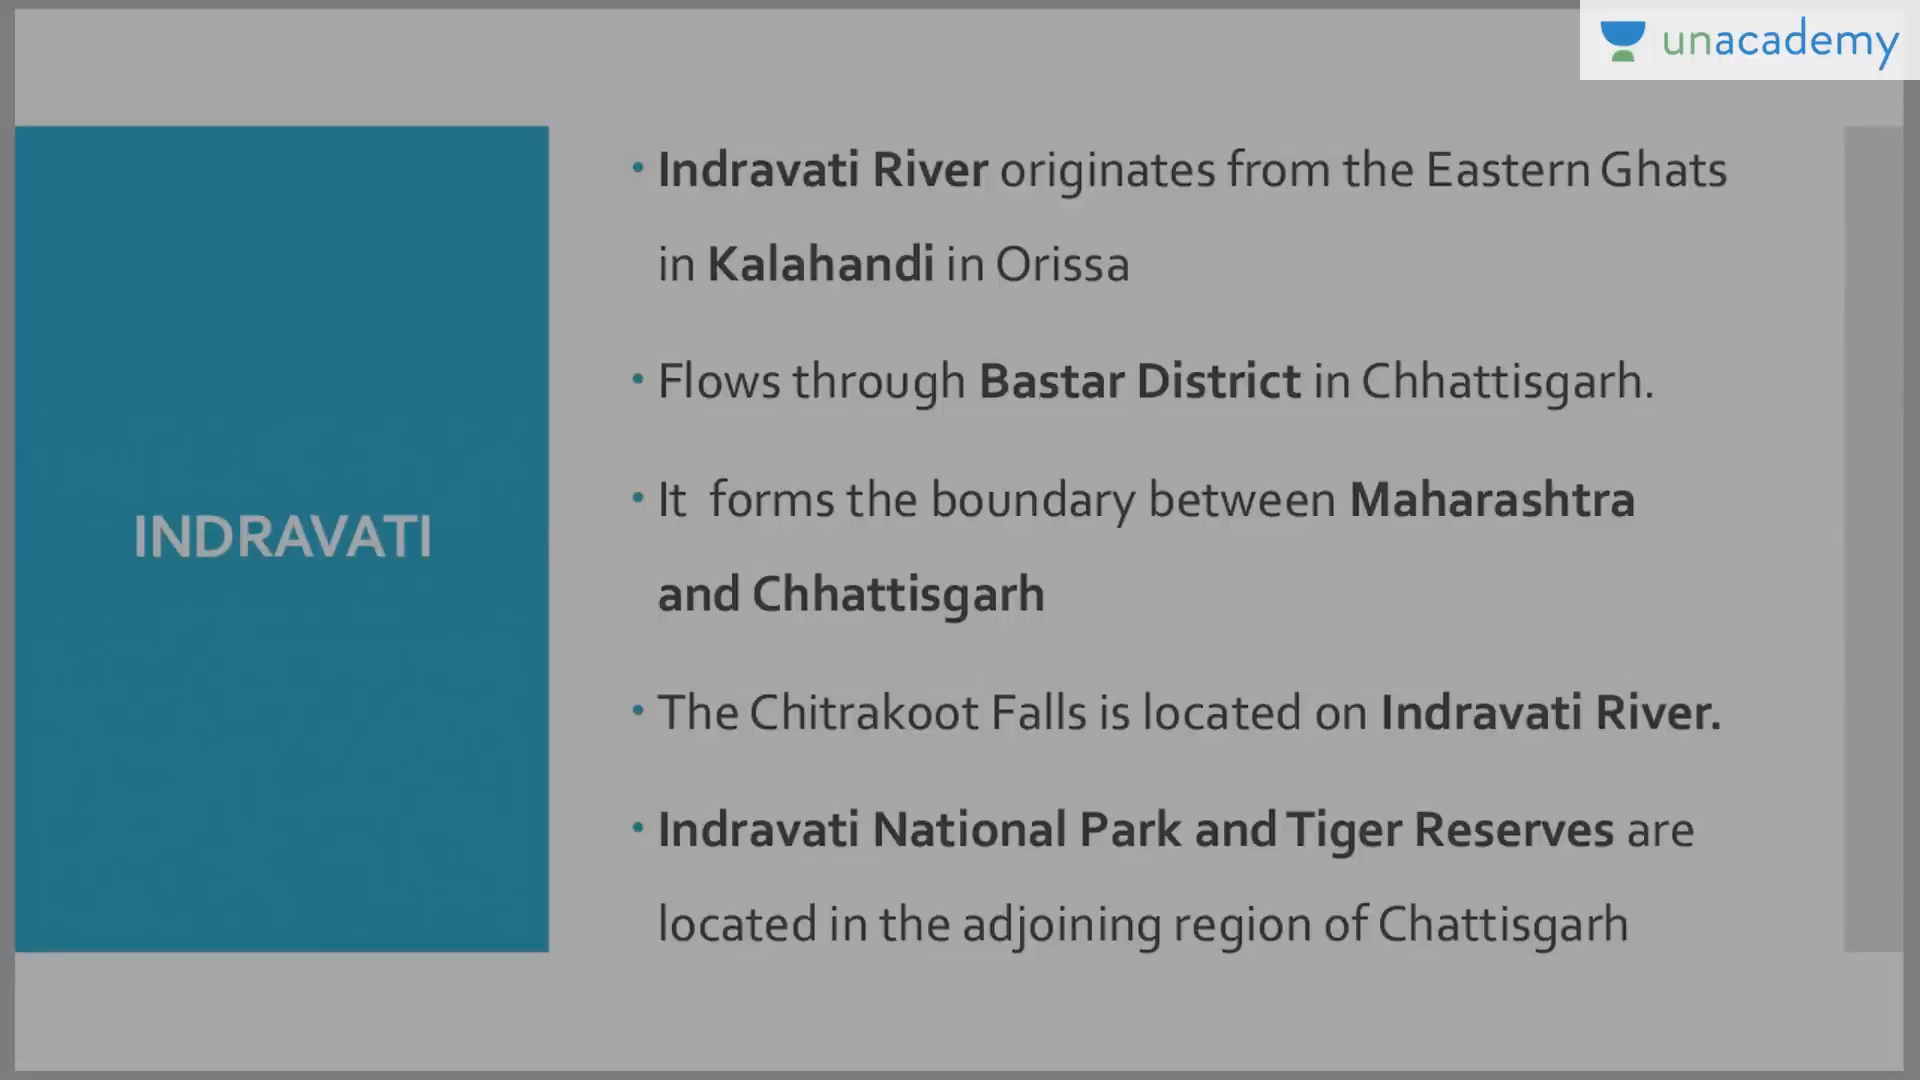 unacademy
INDRAVATI
• Indravati River originates from the Eastern Ghats
in Kalahandi in Orissa
• Flows through Bastar District in Chhattisgarh.
• It forms the boundary between Maharashtra
and Chhattisgarh
• The Chitrakoot Falls is located on Indravati River.
• Indravati National Park and Tiger Reserves are
located in the adjoining region of Chattisgarh